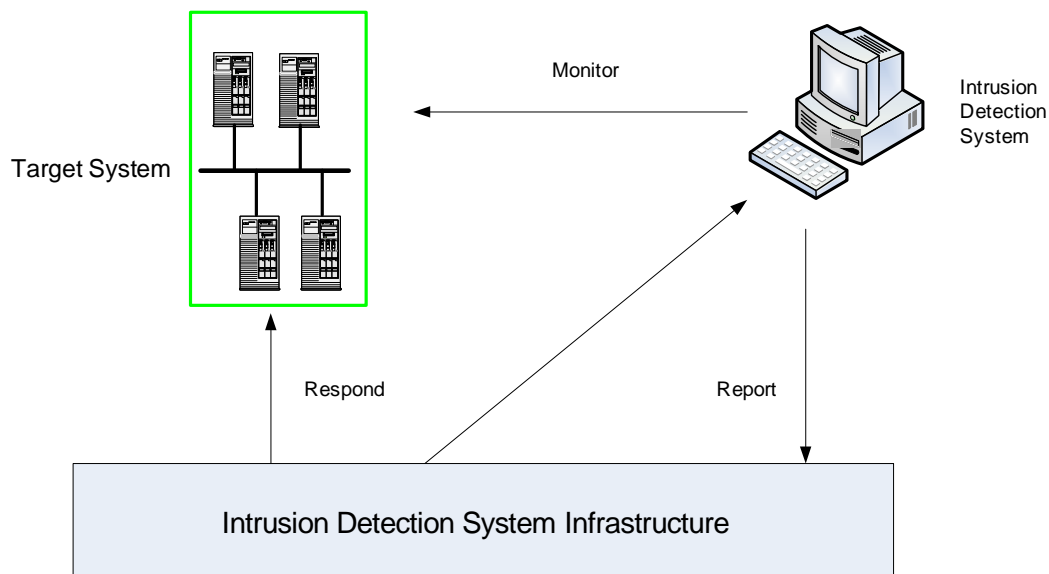 Monitor
Intrusion
Detection
System
Target System
Respond
Report
Intrusion Detection System Infrastructure